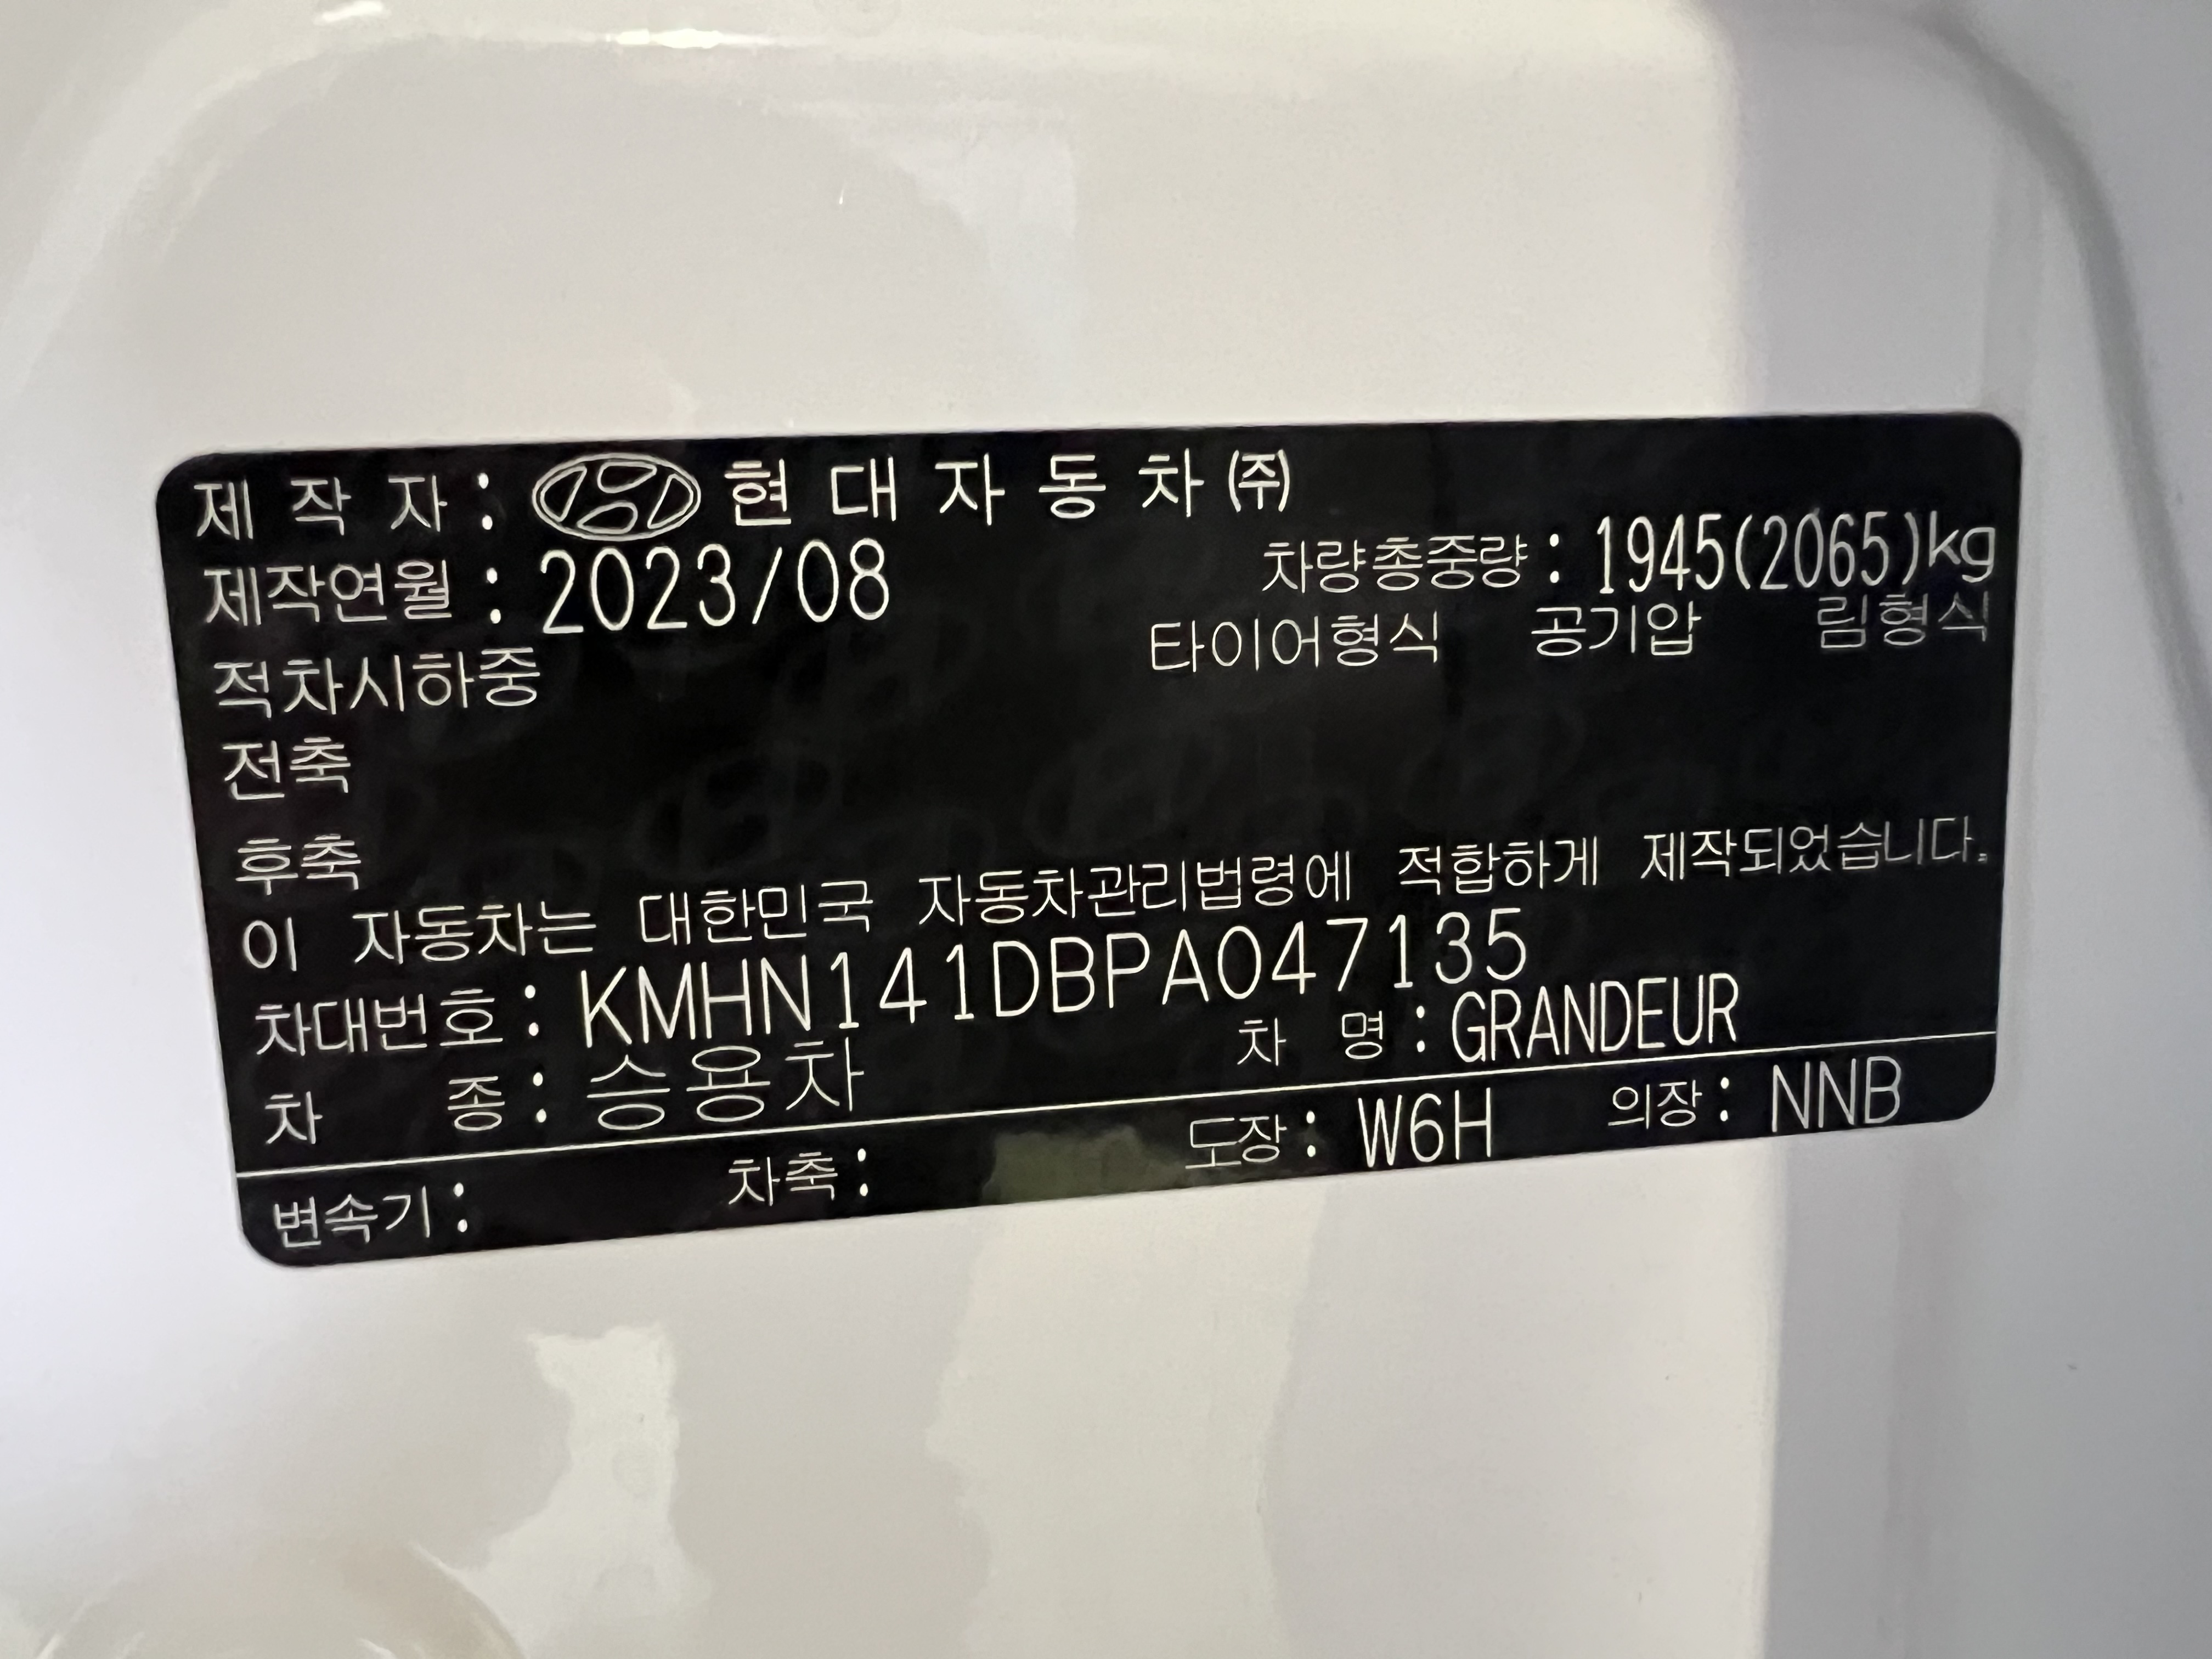 제 작 자 : 현 대 자 동 차 ㈜
제작연월 : 2023/08 차량총중량 : 1945(2065)kg
적차시하중 타이어형식 공기압 림형식
전축
후축
이 자동차는 대한민국 자동차관리법령에 적합하게 제작되었습니다.
차대번호 : KMHN141DBPA047135
차 종 : 승용차 차 명 : GRANDEUR
변속기 : 차축 : 도장 : W6H 의장 : NNB